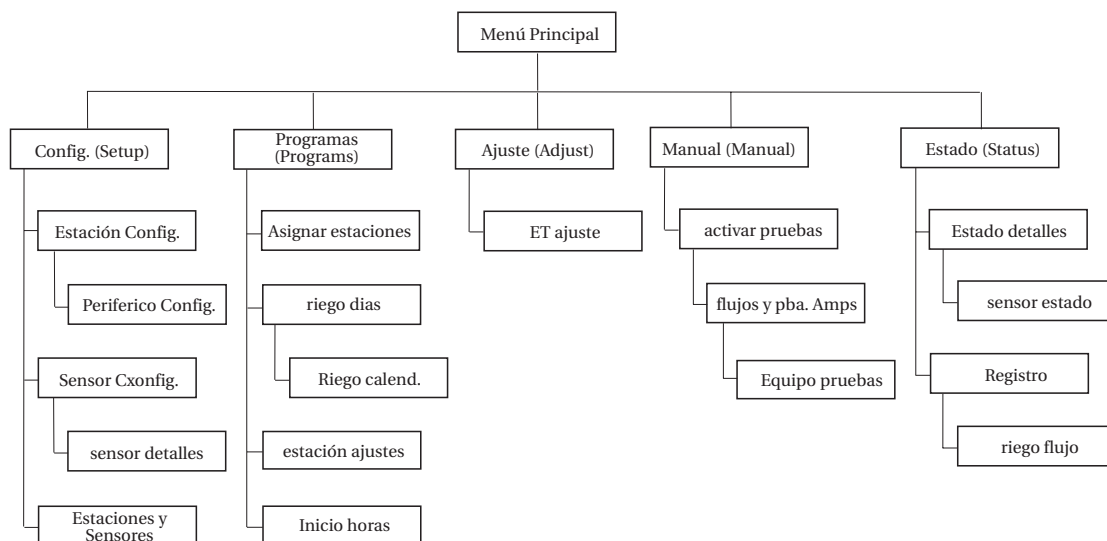 Menú Principal
Config. (Setup)
Programas
(Programs)
Ajuste (Adjust)
Manual (Manual)
Estado (Status)
Estación Config.
Periferico Config.
Sensor Cxonfig.
sensor detalles
Estaciones y
Sensores
Asignar estaciones
riego dias
Riego calend.
estación ajustes
Inicio horas
ET ajuste
activar pruebas
flujos y pba. Amps
Equipo pruebas
Estado detalles
sensor estado
Registro
riego flujo